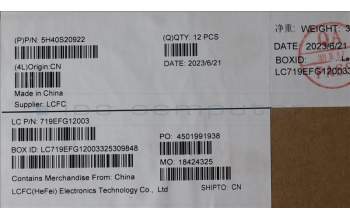 (P)P/N: 5H40S20922
(Q)QTY: 12 PCS
净重: WEIGHT: 3
(4L)Origin:CN
DATE: 2023/6/21
DATE 2023/6/21
BOXID: La
LC719EFG1200
Made in China
Supplier: LCFC
LC P/N: 719EFG12003
PO: 4501991938
BOX ID: LC719EFG12003325309848
MO: 18424325
Contains Merchandise From: China
LCFC(HeFei) Electronics Technology Co., Ltd
SHIPTO: CN